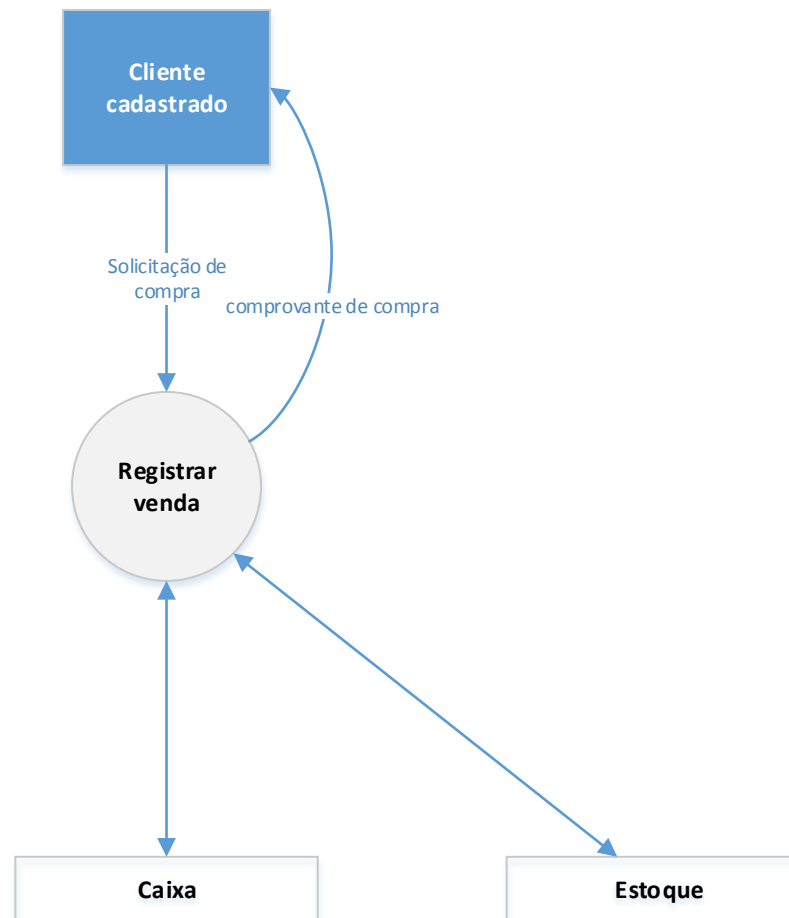 Cliente
cadastrado
Solicitação de
compra
comprovante de compra
Registrar
venda
Caixa
Estoque